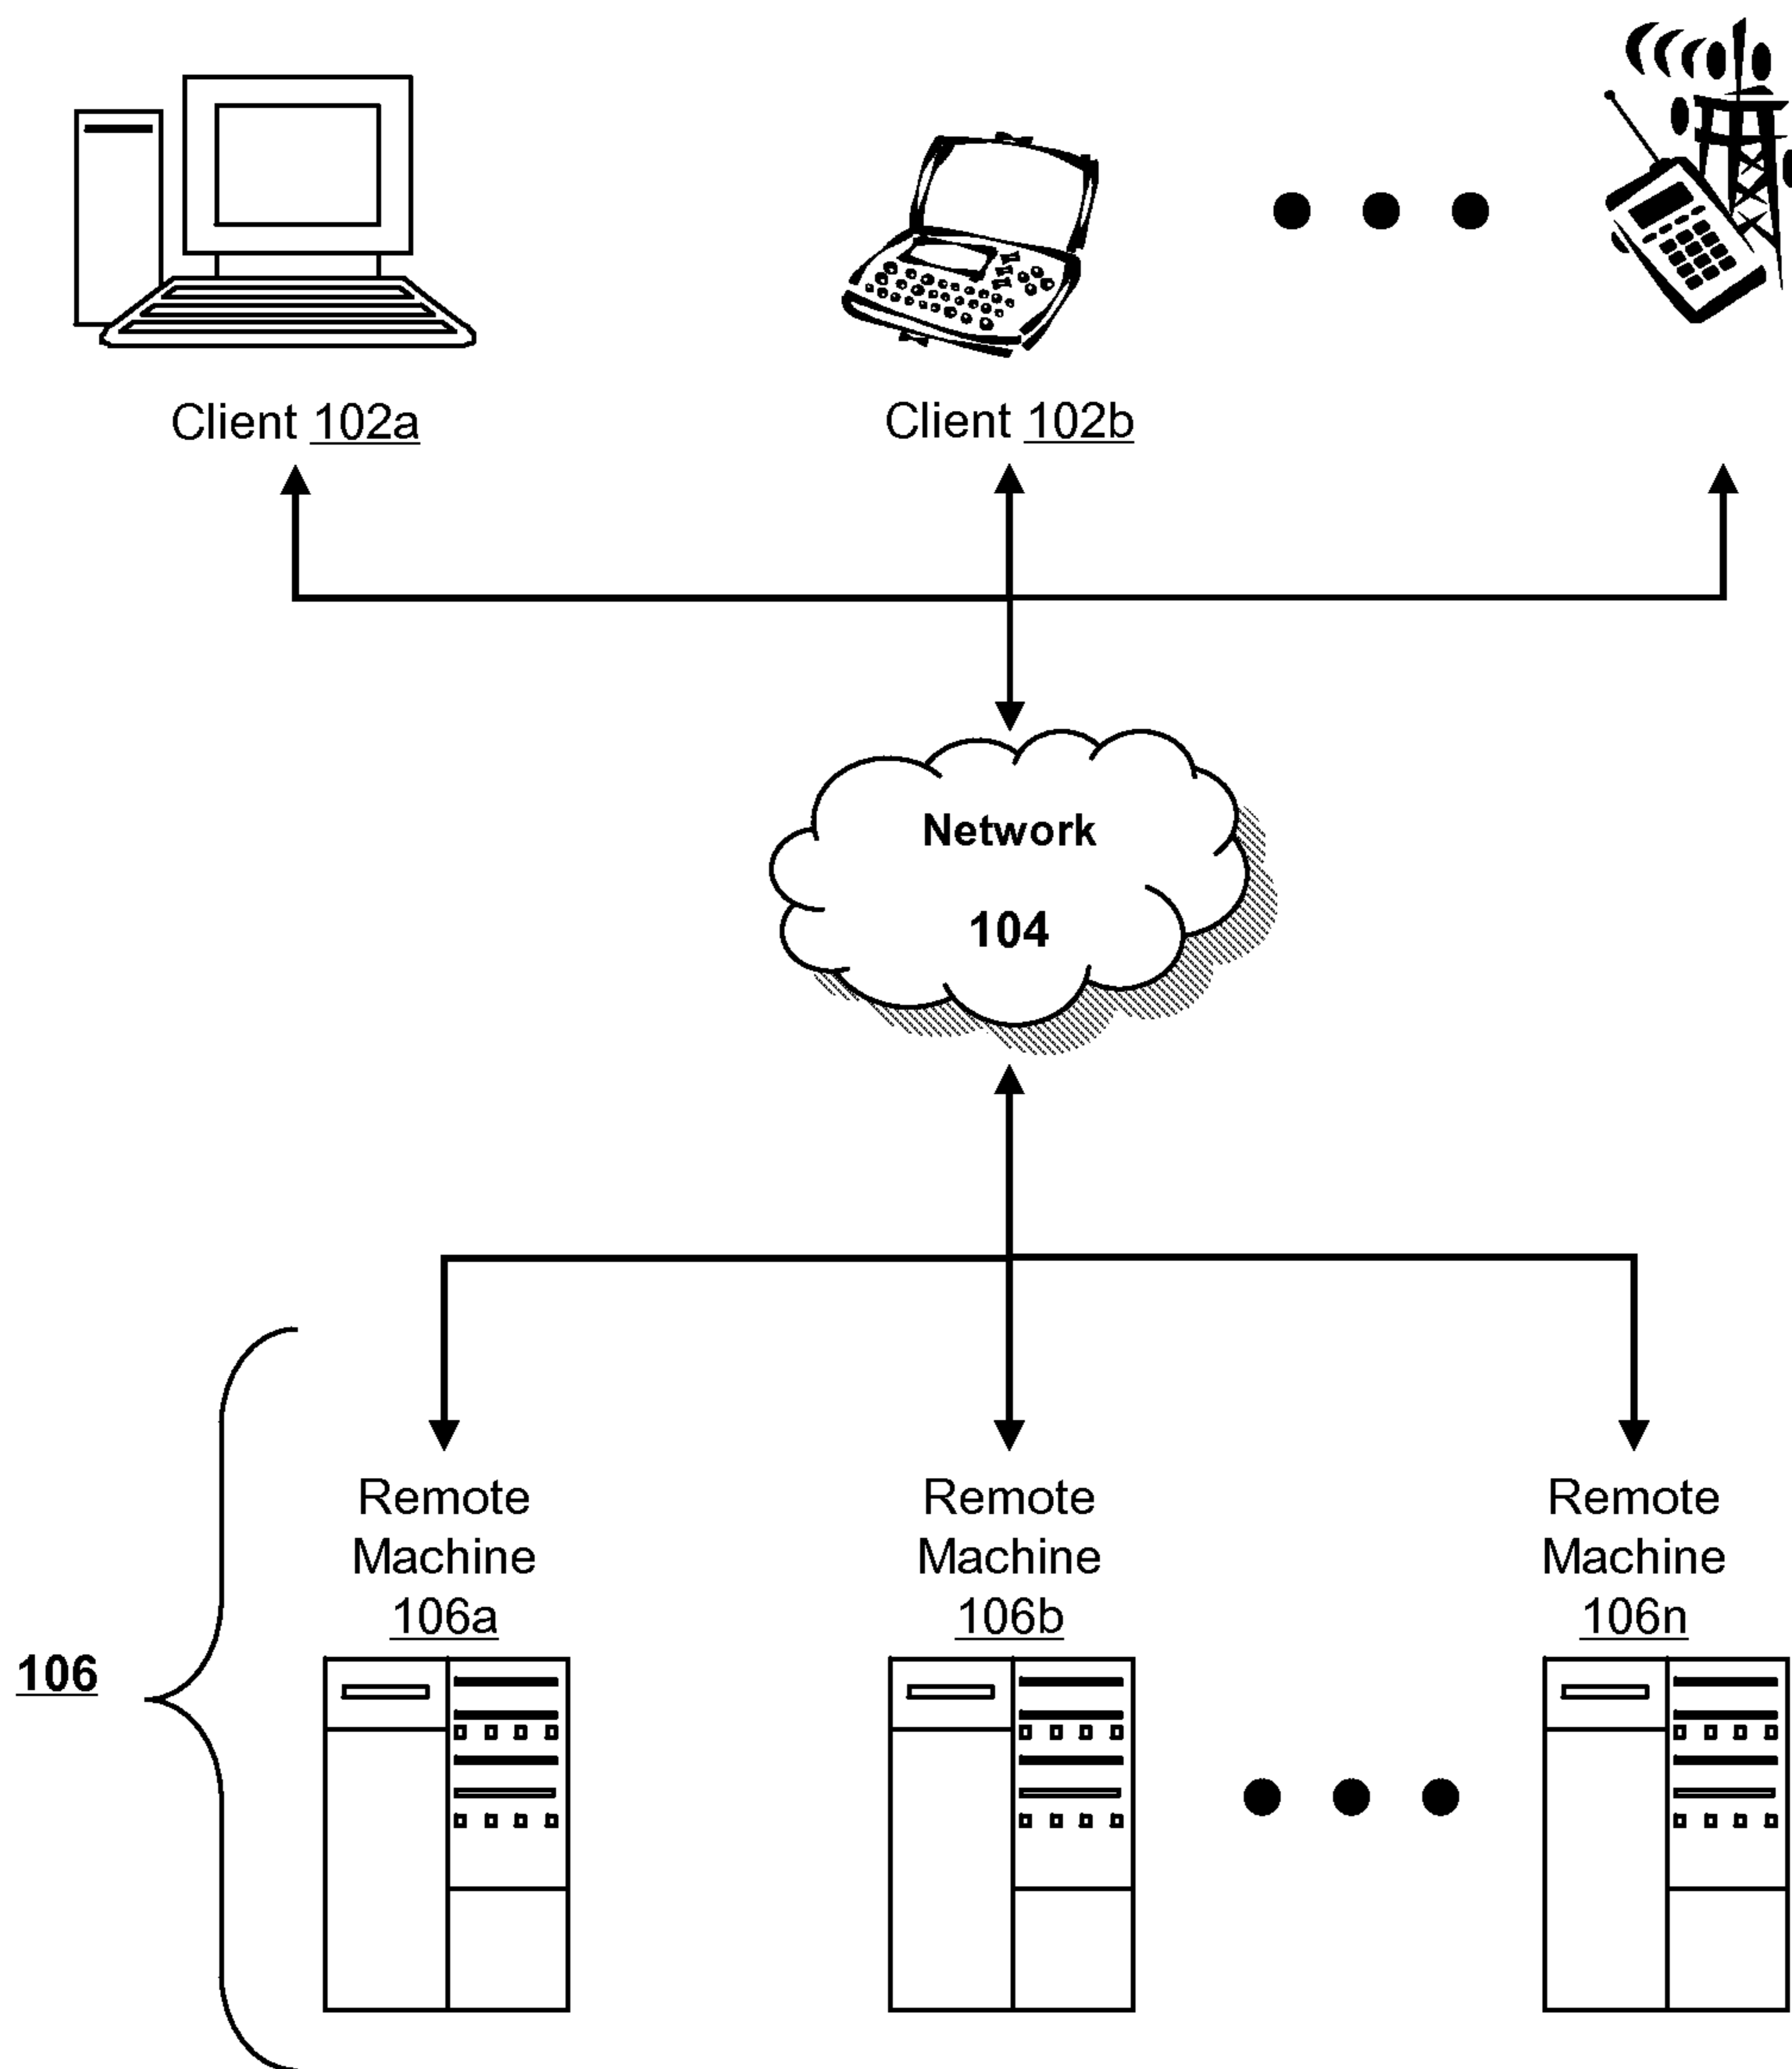 Client 102a
Client 102b
Network
104
Remote
Machine
106a
Remote
Machine
106b
Remote
Machine
106n
106